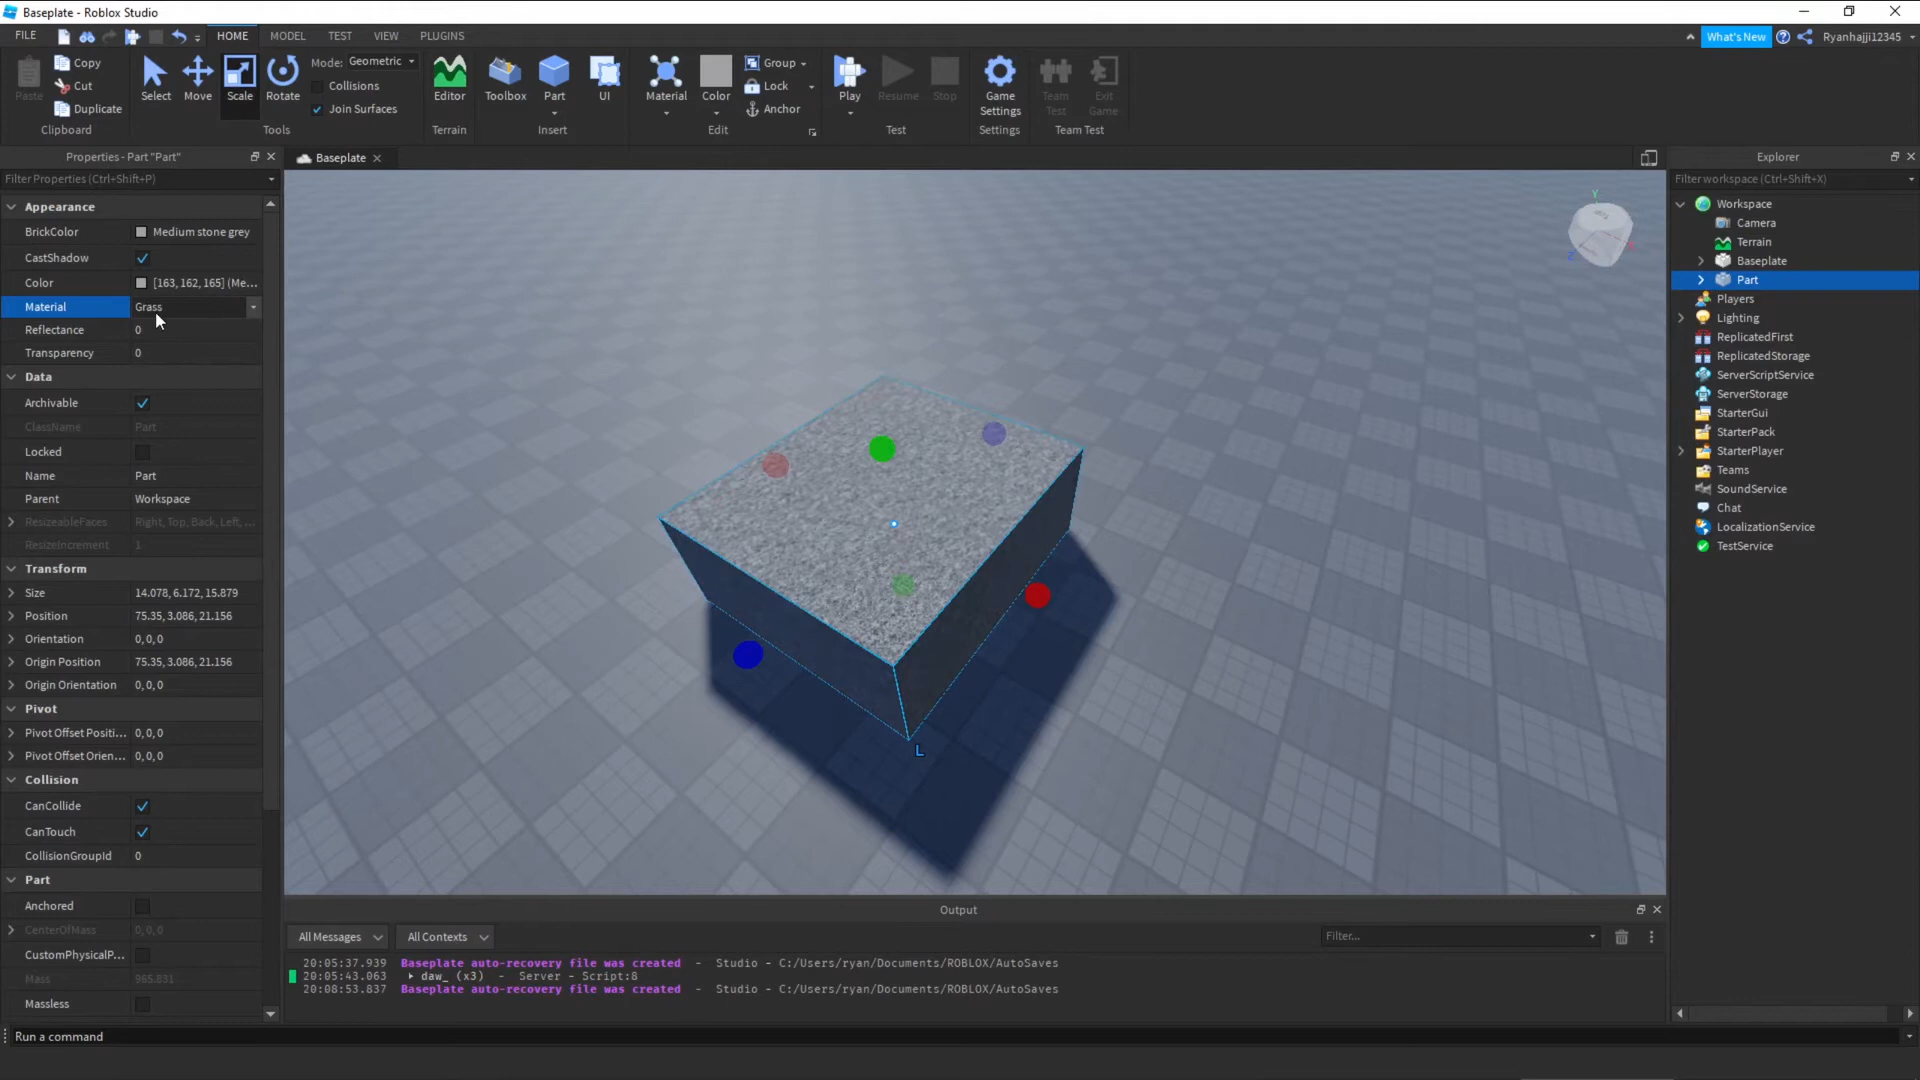 Baseplate - Roblox Studio
FILE HOME MODEL TEST VIEW PLUGINS What's New Ryanhajji12345
Paste Copy Cut Duplicate Clipboard
Select Move Scale Rotate Mode: Geometric Collisions Join Surfaces Tools
Editor Terrain
Toolbox Part UI Insert
Material Color Group Lock Anchor Edit
Play Resume Stop Test
Game Settings Settings
Team Test Exit Game Team Test
Properties - Part "Part"
Filter Properties (Ctrl+Shift+P)
Appearance
BrickColor Medium stone grey
CastShadow
Color [163, 162, 165] (Me...
Material Grass
Reflectance 0
Transparency 0
Data
Archivable
ClassName Part
Locked
Name Part
Parent Workspace
ResizeableFaces Right, Top, Back, Left, ...
ResizeIncrement 1
Transform
Size 14.078, 6.172, 15.879
Position 75.35, 3.086, 21.156
Orientation 0, 0, 0
Origin Position 75.35, 3.086, 21.156
Origin Orientation 0, 0, 0
Pivot
Pivot Offset Positi... 0, 0, 0
Pivot Offset Orien... 0, 0, 0
Collision
CanCollide
CanTouch
CollisionGroupId 0
Part
Anchored
CenterOfMass 0, 0, 0
CustomPhysicalP...
Mass 965.831
Massless
Baseplate
Y
L
Output
All Messages All Contexts Filter...
20:05:37.939 Baseplate auto-recovery file was created - Studio - C:/Users/ryan/Documents/ROBLOX/AutoSaves
20:05:43.063 daw_ (x3) - Server - Script:8
20:08:53.837 Baseplate auto-recovery file was created - Studio - C:/Users/ryan/Documents/ROBLOX/AutoSaves
Explorer
Filter workspace (Ctrl+Shift+X)
Workspace
Camera
Terrain
Baseplate
Part
Players
Lighting
ReplicatedFirst
ReplicatedStorage
ServerScriptService
ServerStorage
StarterGui
StarterPack
StarterPlayer
Teams
SoundService
Chat
LocalizationService
TestService
Run a command